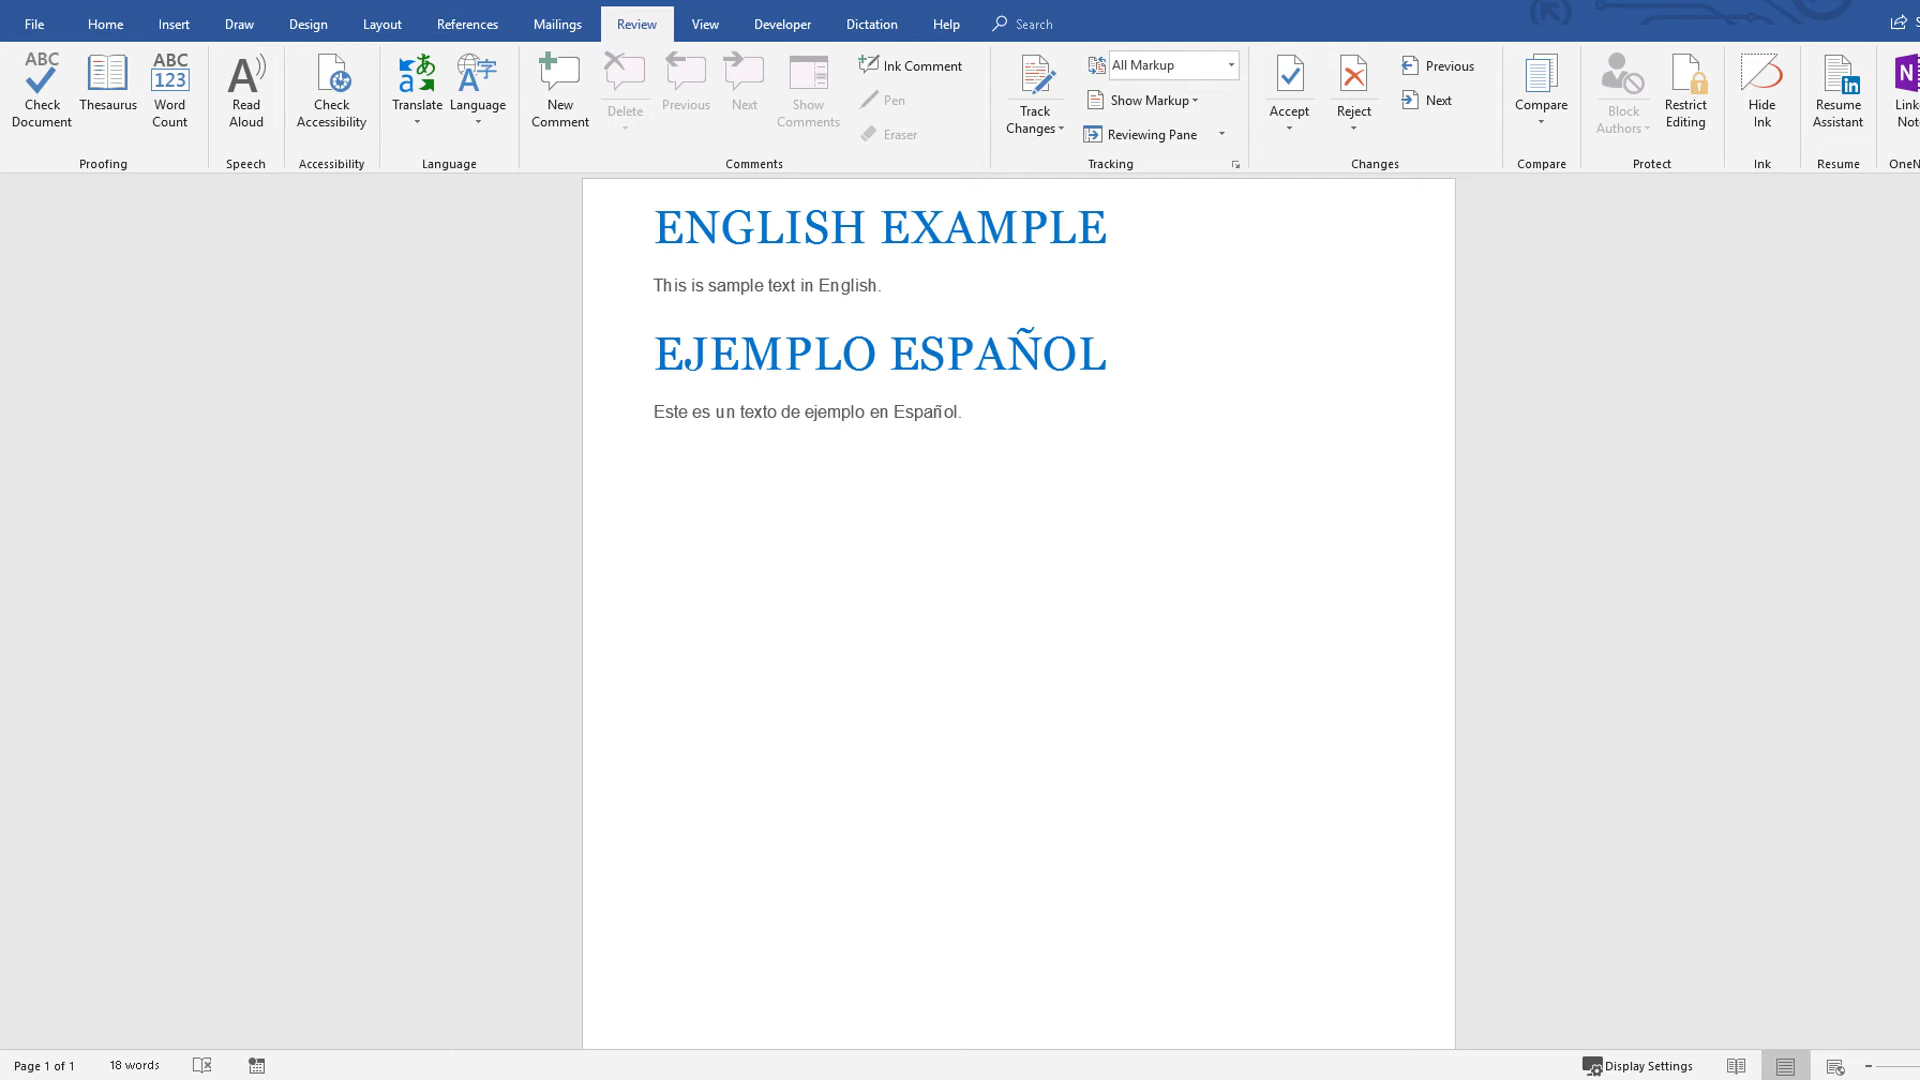 File Home Insert Draw Design Layout References Mailings Review View Developer Dictation Help Search
ABC ABC
123
Check Document
Thesaurus
Word Count
Proofing
Read Aloud
Speech
Check Accessibility
Accessibility
Translate
Language
Language
New Comment
Delete
Previous
Next
Show Comments
Ink Comment
Pen
Eraser
Comments
Track Changes
All Markup
Show Markup
Reviewing Pane
Tracking
Accept
Reject
Previous
Next
Changes
Compare
Compare
Block Authors
Restrict Editing
Protect
Hide Ink
Ink
Resume Assistant
Resume
ENGLISH EXAMPLE
This is sample text in English.
EJEMPLO ESPAÑOL
Este es un texto de ejemplo en Español.
Page 1 of 1 18 words Display Settings